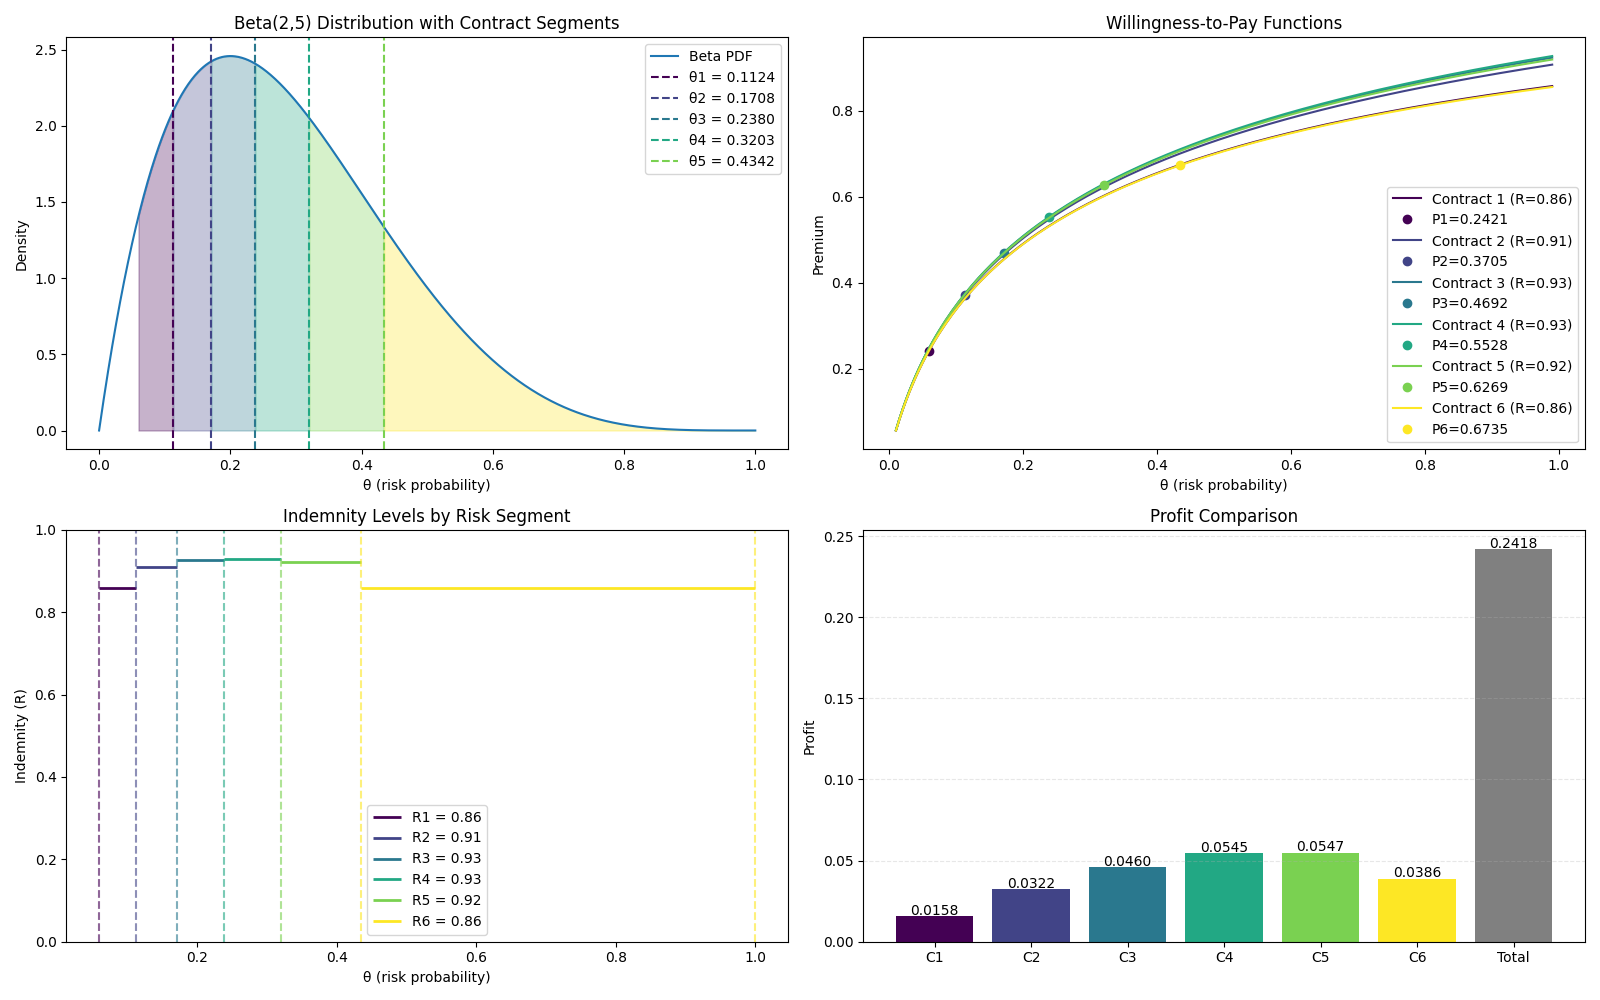 Beta(2,5) Distribution with Contract Segments
Density
2.5
2.0
1.5
1.0
0.5
0.0
0.0 0.2 0.4 0.6 0.8 1.0
θ (risk probability)
Beta PDF
θ1 = 0.1124
θ2 = 0.1708
θ3 = 0.2380
θ4 = 0.3203
θ5 = 0.4342
Willingness-to-Pay Functions
Premium
0.8
0.6
0.4
0.2
0.0 0.2 0.4 0.6 0.8 1.0
θ (risk probability)
Contract 1 (R=0.86)
P1=0.2421
Contract 2 (R=0.91)
P2=0.3705
Contract 3 (R=0.93)
P3=0.4692
Contract 4 (R=0.93)
P4=0.5528
Contract 5 (R=0.92)
P5=0.6269
Contract 6 (R=0.86)
P6=0.6735
Indemnity Levels by Risk Segment
Indemnity (R)
1.0
0.8
0.6
0.4
0.2
0.0
0.2 0.4 0.6 0.8 1.0
θ (risk probability)
R1 = 0.86
R2 = 0.91
R3 = 0.93
R4 = 0.93
R5 = 0.92
R6 = 0.86
Profit Comparison
Profit
0.25
0.20
0.15
0.10
0.05
0.00
0.0158
0.0322
0.0460
0.0545
0.0547
0.0386
0.2418
C1 C2 C3 C4 C5 C6 Total